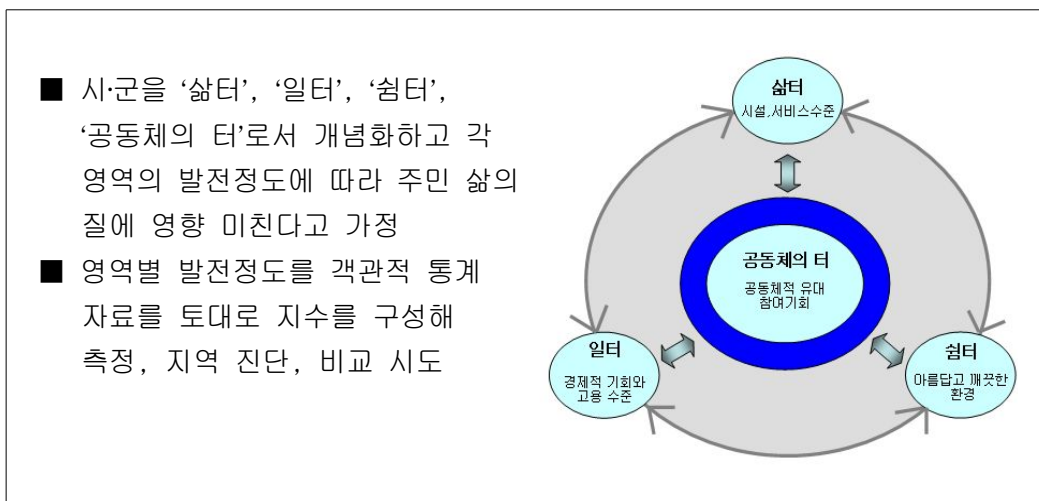 ■ 시·군을 ‘삶터’, ‘일터’, ‘쉼터’,
‘공동체의 터’로서 개념화하고 각
영역의 발전정도에 따라 주민 삶의
질에 영향 미친다고 가정
■ 영역별 발전정도를 객관적 통계
자료를 토대로 지수를 구성해
측정, 지역 진단, 비교 시도
삶터
시설,서비스수준
공동체의 터
공동체적 유대
참여기회
일터
경제적 기회와
고용 수준
쉼터
아름답고 깨끗한
환경